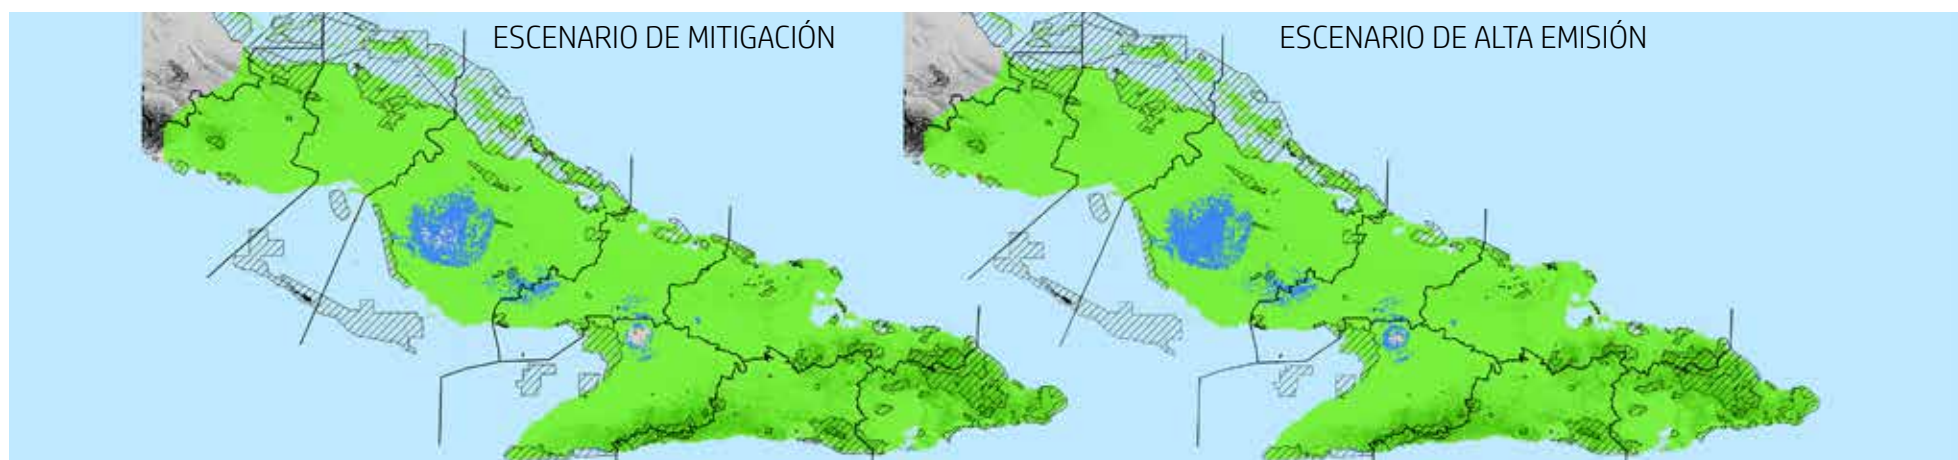 ESCENARIO DE MITIGACIÓN
ESCENARIO DE ALTA EMISIÓN